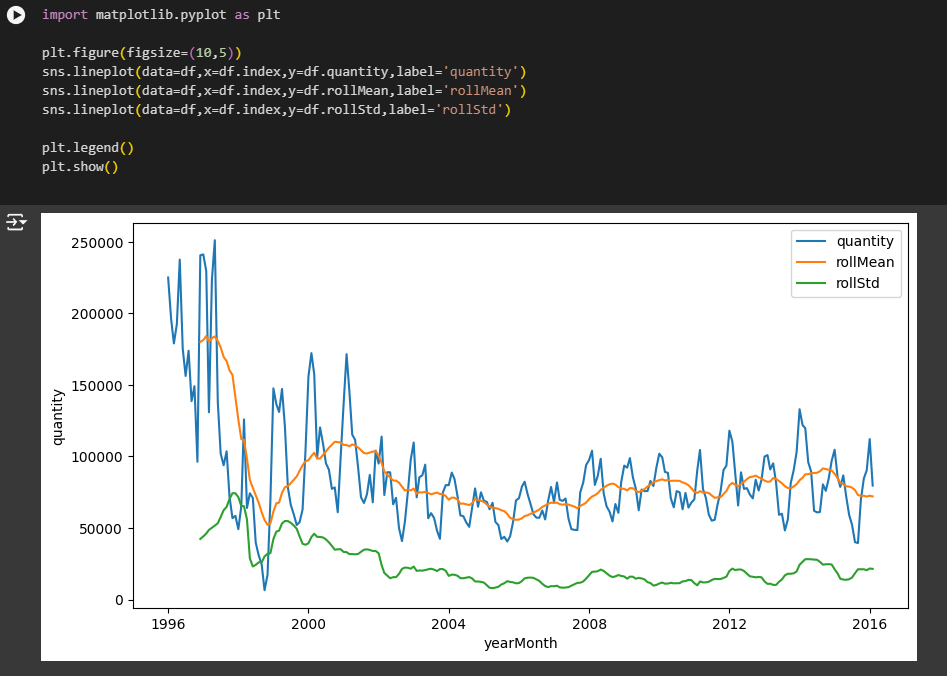 import matplotlib.pyplot as plt
plt.figure(figsize=(10,5))
sns.lineplot(data=df,x=df.index,y=df.quantity,label='quantity')
sns.lineplot(data=df,x=df.index,y=df.rollMean,label='rollMean')
sns.lineplot(data=df,x=df.index,y=df.rollStd,label='rollStd')
plt.legend()
plt.show()
quantity
rollMean
rollStd
250000
200000
150000
100000
50000
0
quantity
1996 2000 2004 2008 2012 2016
yearMonth